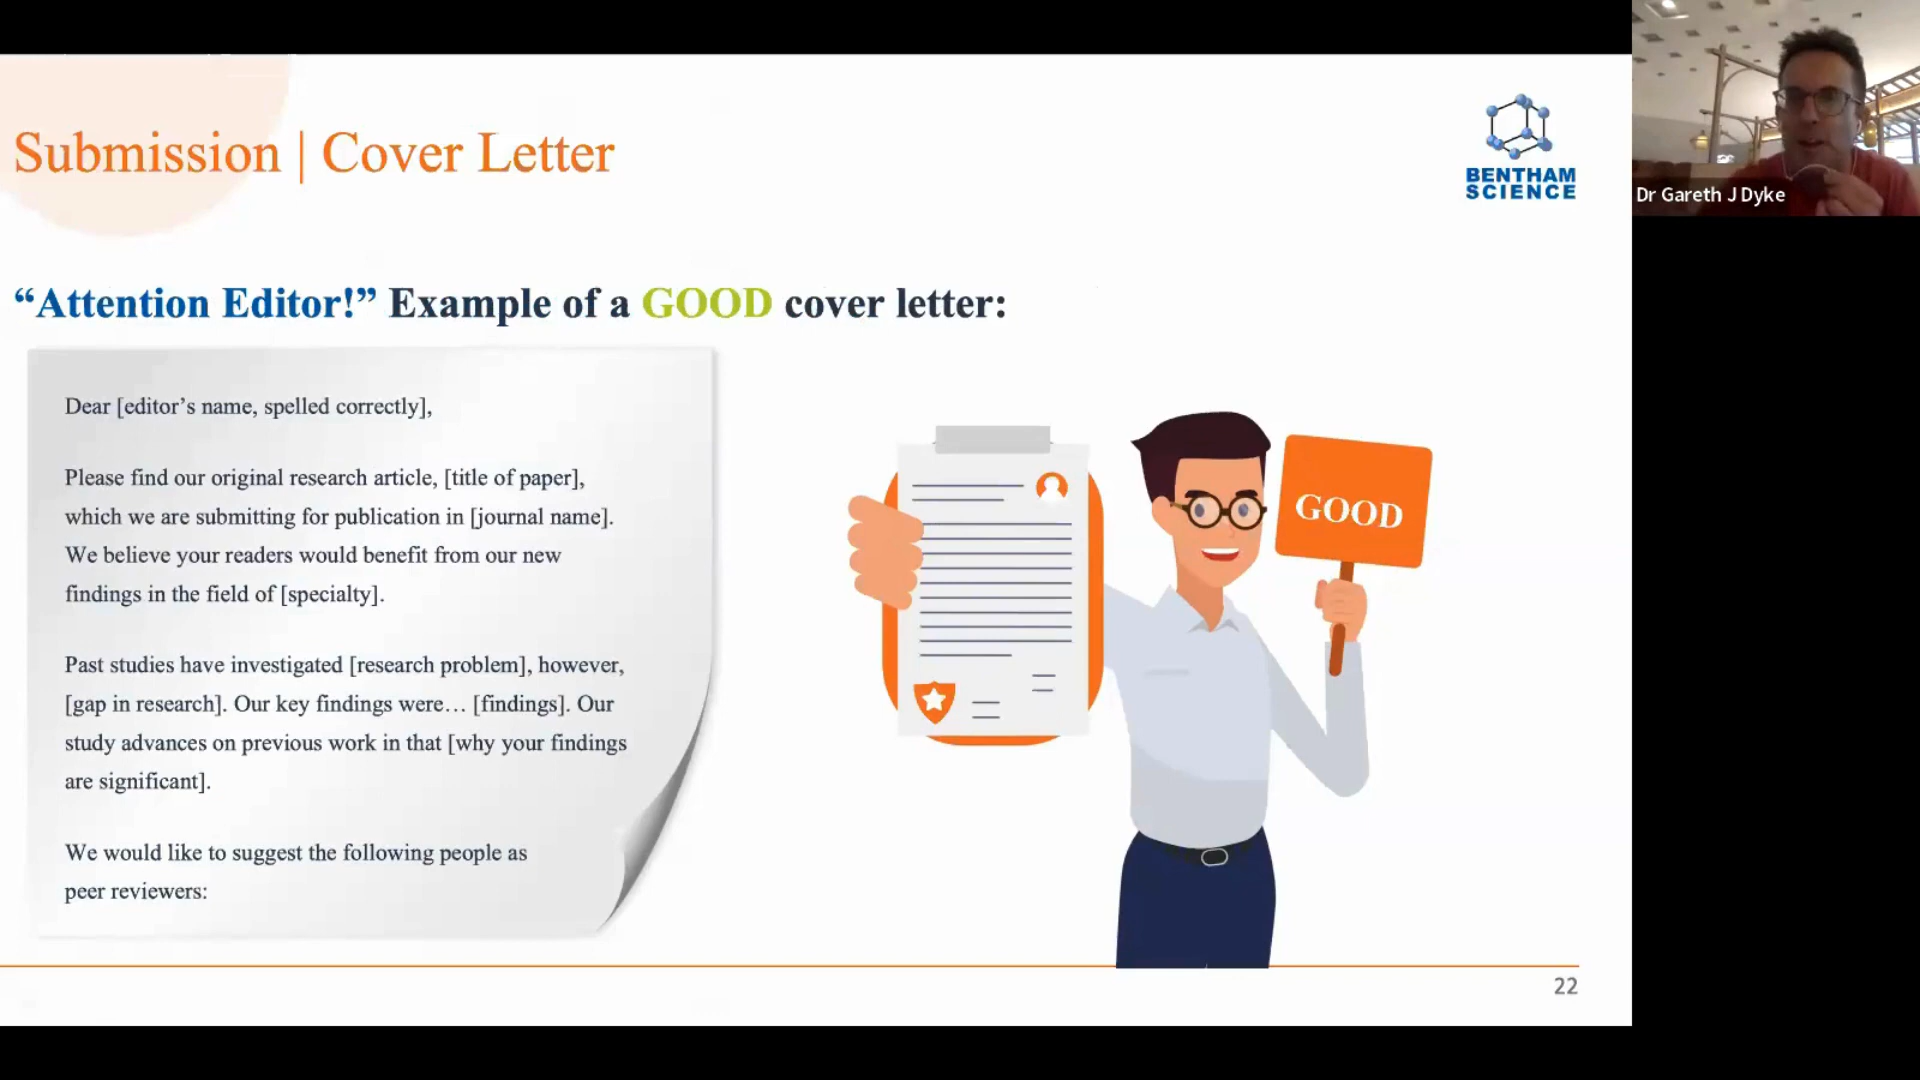 Submission | Cover Letter
BENTHAM
SCIENCE
Dr Gareth J Dyke
“Attention Editor!” Example of a GOOD cover letter:
Dear [editor’s name, spelled correctly],
Please find our original research article, [title of paper],
which we are submitting for publication in [journal name].
We believe your readers would benefit from our new
findings in the field of [specialty].
Past studies have investigated [research problem], however,
[gap in research]. Our key findings were… [findings]. Our
study advances on previous work in that [why your findings
are significant].
We would like to suggest the following people as
peer reviewers:
GOOD
22